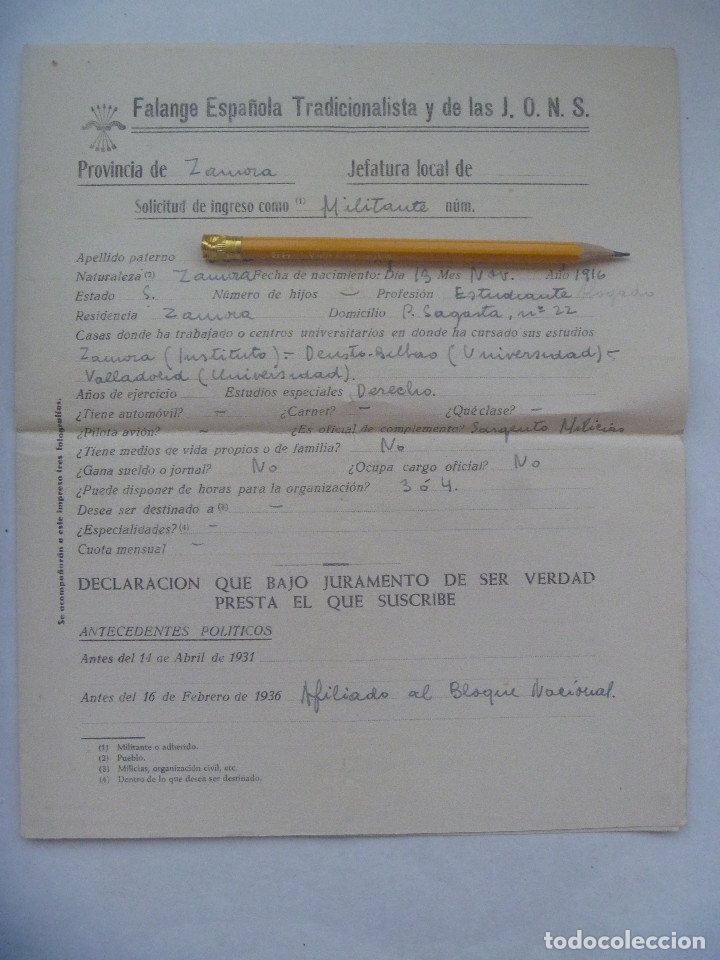 Falange Española Tradicionalista y de las J. O. N. S.
Provincia de Zamora Jefatura local de
Solicitud de ingreso como (1) Militante núm.
Apellido paterno
Naturaleza (2) Zamora Fecha de nacimiento: Día 13 Mes Nov. Año 1916
Estado S. Número de hijos — Profesión Estudiante Abogado
Residencia Zamora Domicilio P. Sagasta, nº 22
Casas donde ha trabajado o centros universitarios en donde ha cursado sus estudios
Zamora (Instituto) = Deusto-Bilbao (Universidad) =
Valladolid (Universidad).
Años de ejercicio Estudios especiales Derecho.
¿Tiene automóvil? — ¿Carnet? — ¿Qué clase? —
¿Pilota avión? — ¿Es oficial de complemento? Sargento Milicias
¿Tiene medios de vida propios o de familia? No
¿Gana sueldo o jornal? No ¿Ocupa cargo oficial? No
¿Puede disponer de horas para la organización? 3 ó 4.
Desea ser destinado a (3) —
¿Especialidades? (4) —
Cuota mensual —
DECLARACION QUE BAJO JURAMENTO DE SER VERDAD
PRESTA EL QUE SUSCRIBE
ANTECEDENTES POLITICOS
Antes del 14 de Abril de 1931
Antes del 16 de Febrero de 1936 Afiliado al Bloque Nacional.
(1) Militante o adherido.
(2) Pueblo.
(3) Milicias, organización civil, etc.
(4) Dentro de lo que desea ser destinado.
Se acompañarán a este impreso tres fotografías.
todocoleccion